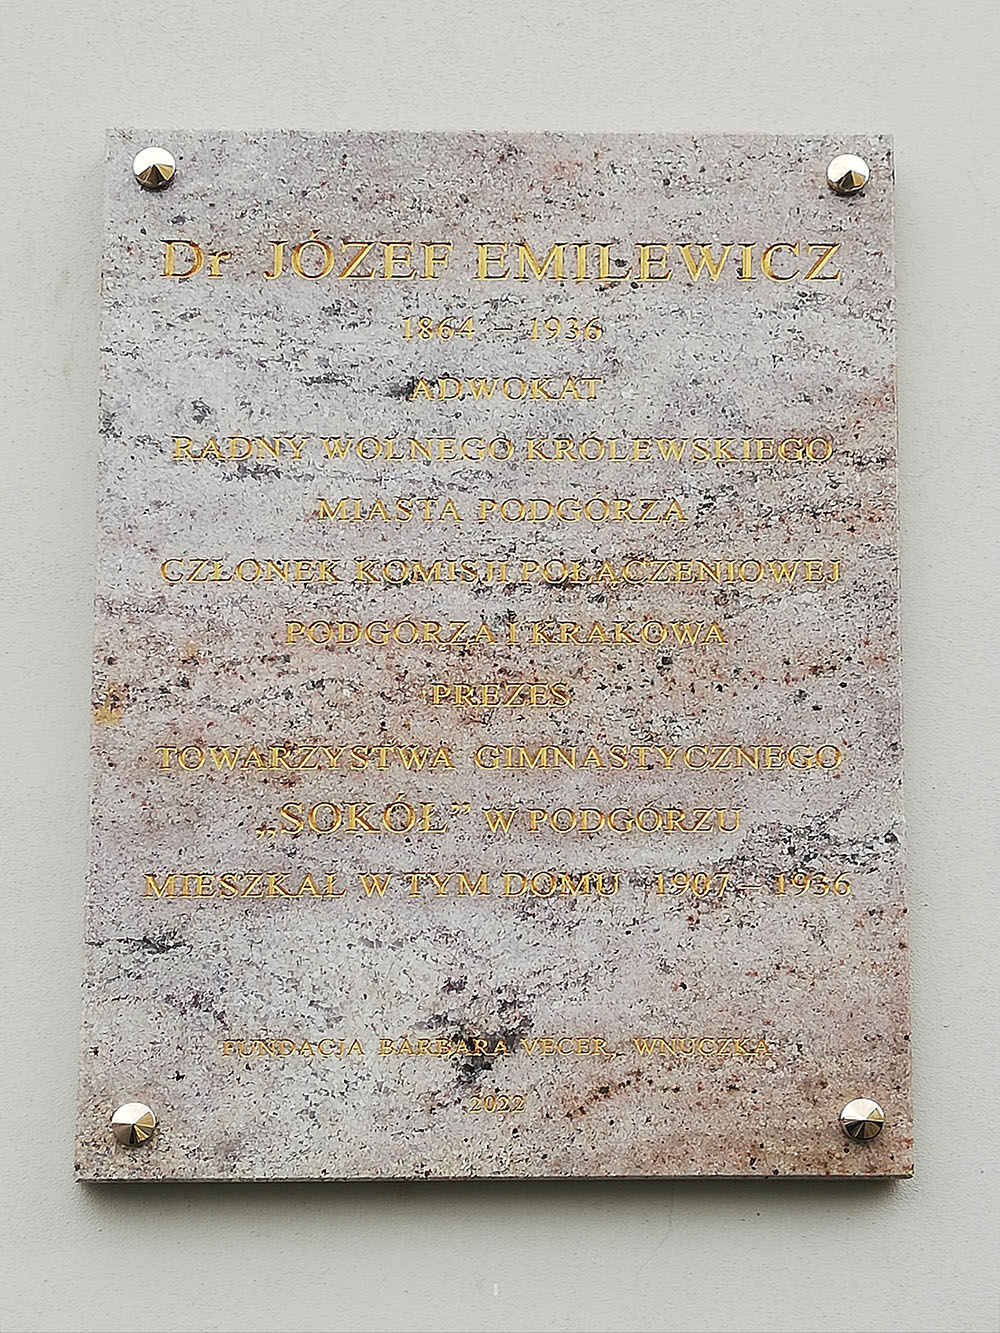 Dr JÓZEF EMILEWICZ
1864 – 1936
ADWOKAT
RADNY WOLNEGO KRÓLEWSKIEGO
MIASTA PODGÓRZA
CZŁONEK KOMISJI POŁĄCZENIOWEJ
PODGÓRZA I KRAKOWA
PREZES
TOWARZYSTWA GIMNASTYCZNEGO
„SOKÓŁ” W PODGÓRZU
MIESZKAŁ W TYM DOMU 1907 – 1936
FUNDACJA BARBARA VECER, WNUCZKA
2022